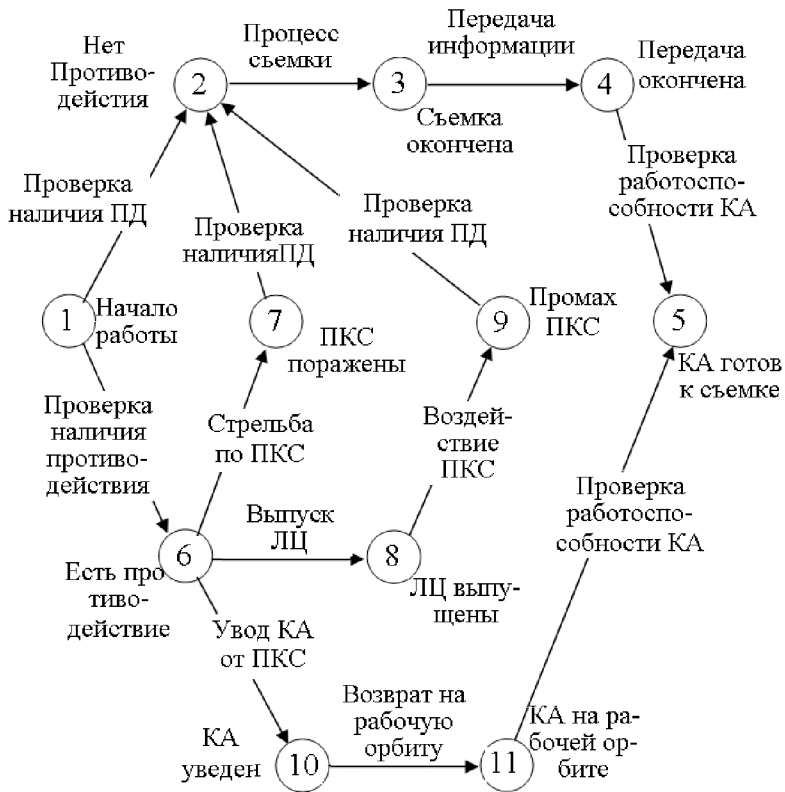 Нет
Противо-
дейстия
2
Процесс
сьемки
3
Передача
информации
Съемка
окончена
4
Передача
окончена
Проверка
наличия ПД
Проверка
наличияПД
Проверка
наличия ПД
Проверка
работоспо-
собности КА
1
Начало
работы
7
ПКС
поражены
9
Промах
ПКС
5
КА готов
к съемке
Проверка
наличия
противо-
действия
Стрельба
по ПКС
Воздей-
ствие
ПКС
Проверка
работоспо-
собности КА
6
Есть про
тиво-
действие
Выпуск
ЛЦ
8
ЛЦ выпу-
щены
Увод КА
от ПКС
КА
уведен
10
Возврат на
рабочую
орбиту
11
КА на ра-
бочей ор-
бите